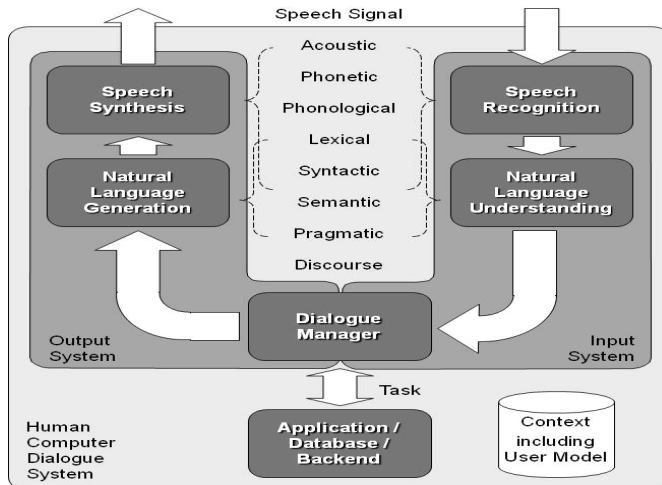 Speech Signal
Acoustic
Phonetic
Phonological
Lexical
Syntactic
Semantic
Pragmatic
Discourse
Speech
Synthesis
Natural
Language
Generation
Speech
Recognition
Natural
Language
Understanding
Dialogue
Manager
Output
System
Input
System
Task
Application /
Database /
Backend
Context
including
User Model
Human
Computer
Dialogue
System